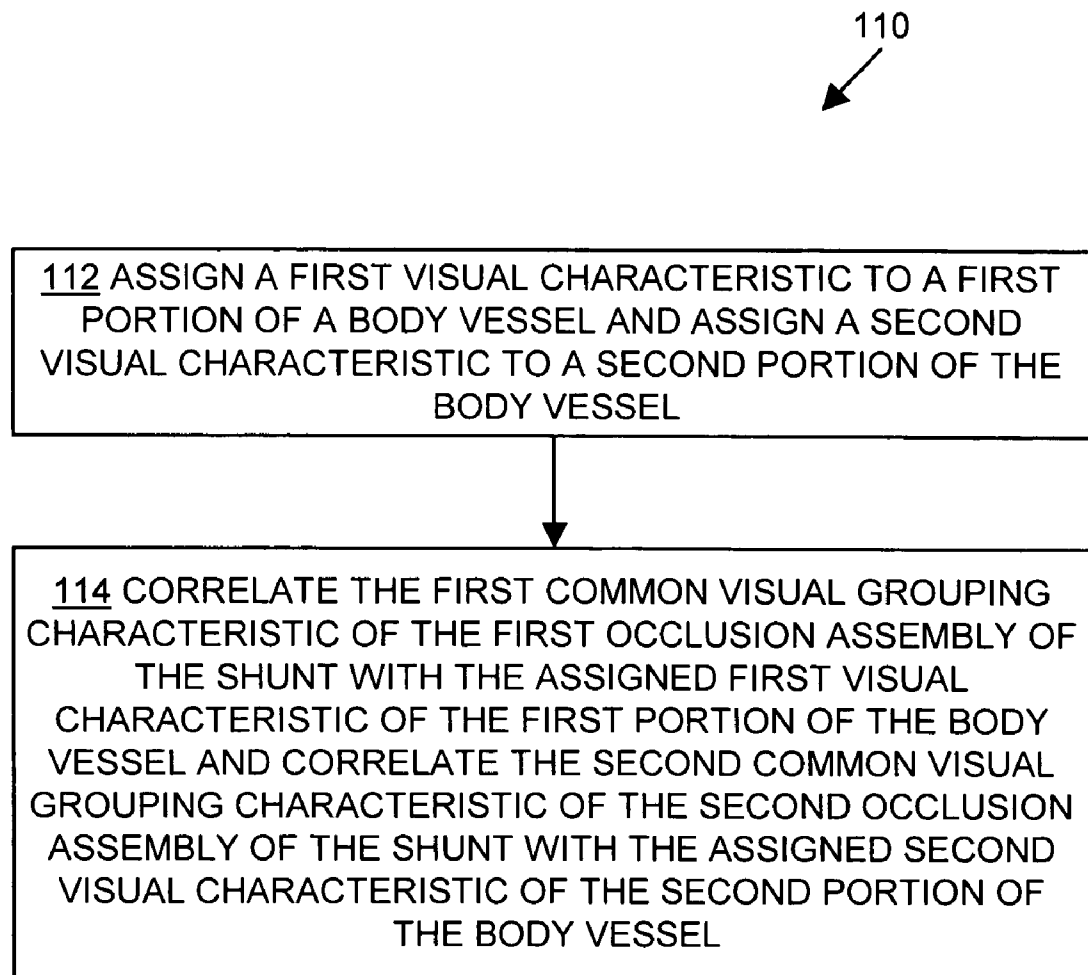 110
112 ASSIGN A FIRST VISUAL CHARACTERISTIC TO A FIRST
PORTION OF A BODY VESSEL AND ASSIGN A SECOND
VISUAL CHARACTERISTIC TO A SECOND PORTION OF THE
BODY VESSEL
114 CORRELATE THE FIRST COMMON VISUAL GROUPING
CHARACTERISTIC OF THE FIRST OCCLUSION ASSEMBLY OF
THE SHUNT WITH THE ASSIGNED FIRST VISUAL
CHARACTERISTIC OF THE FIRST PORTION OF THE BODY
VESSEL AND CORRELATE THE SECOND COMMON VISUAL
GROUPING CHARACTERISTIC OF THE SECOND OCCLUSION
ASSEMBLY OF THE SHUNT WITH THE ASSIGNED SECOND
VISUAL CHARACTERISTIC OF THE SECOND PORTION OF
THE BODY VESSEL